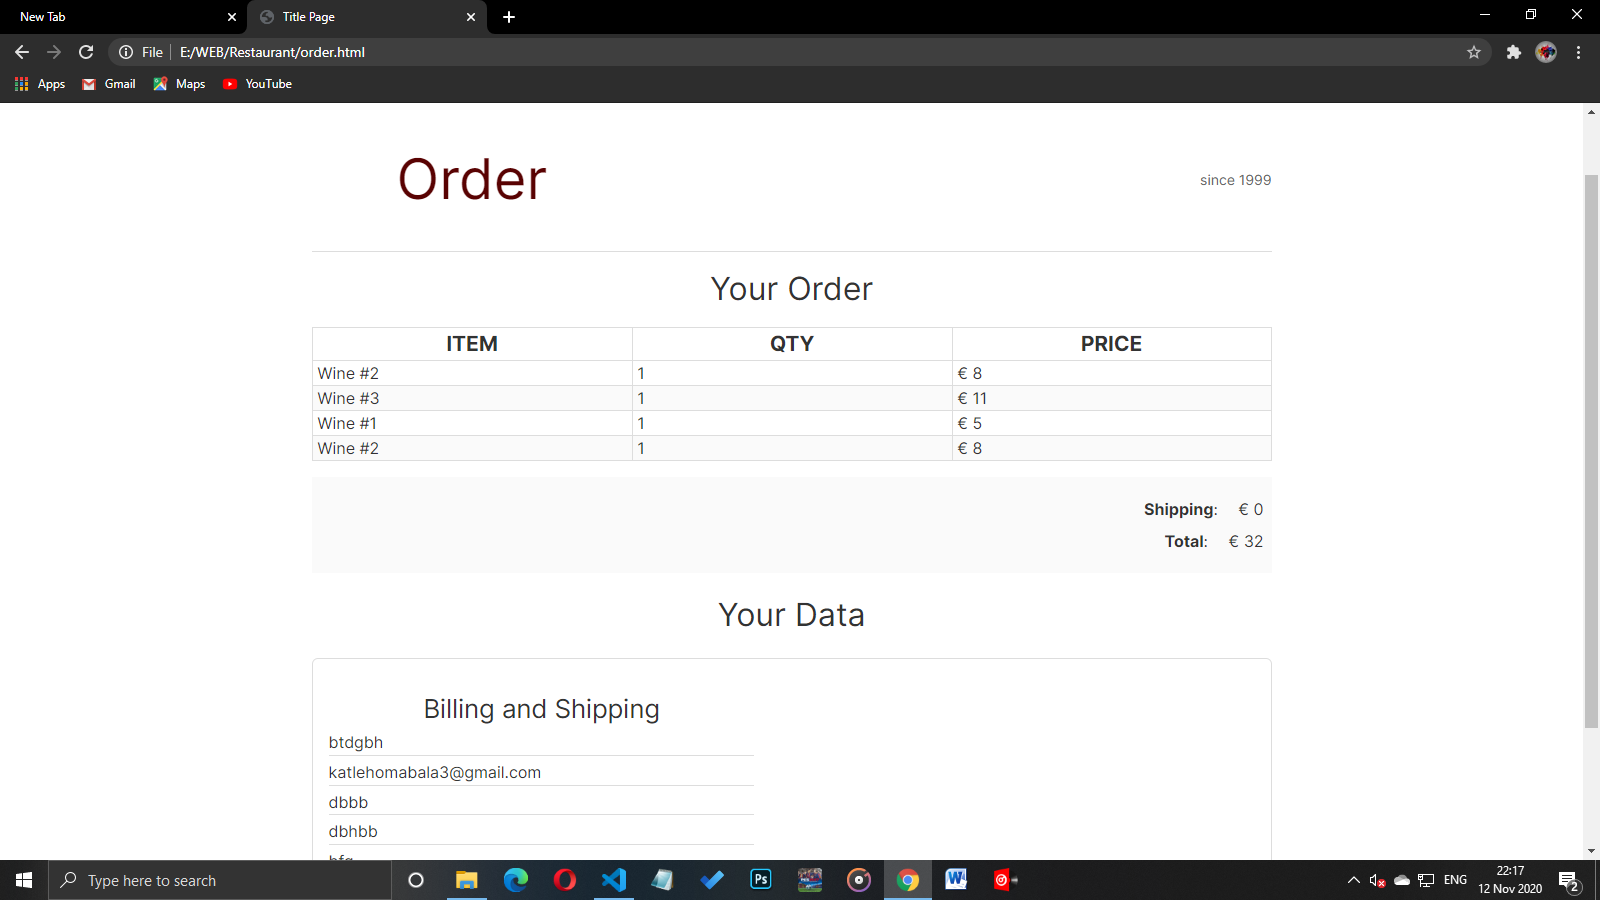 New Tab
Title Page
File E:/WEB/Restaurant/order.html
Apps Gmail Maps YouTube
Order
since 1999
Your Order
ITEM QTY PRICE
Wine #2 1 € 8
Wine #3 1 € 11
Wine #1 1 € 5
Wine #2 1 € 8
Shipping: € 0
Total: € 32
Your Data
Billing and Shipping
btdgbh
katlehomabala3@gmail.com
dbbb
dbhbb
Type here to search
Ps
W
ENG
22:17
12 Nov 2020
2